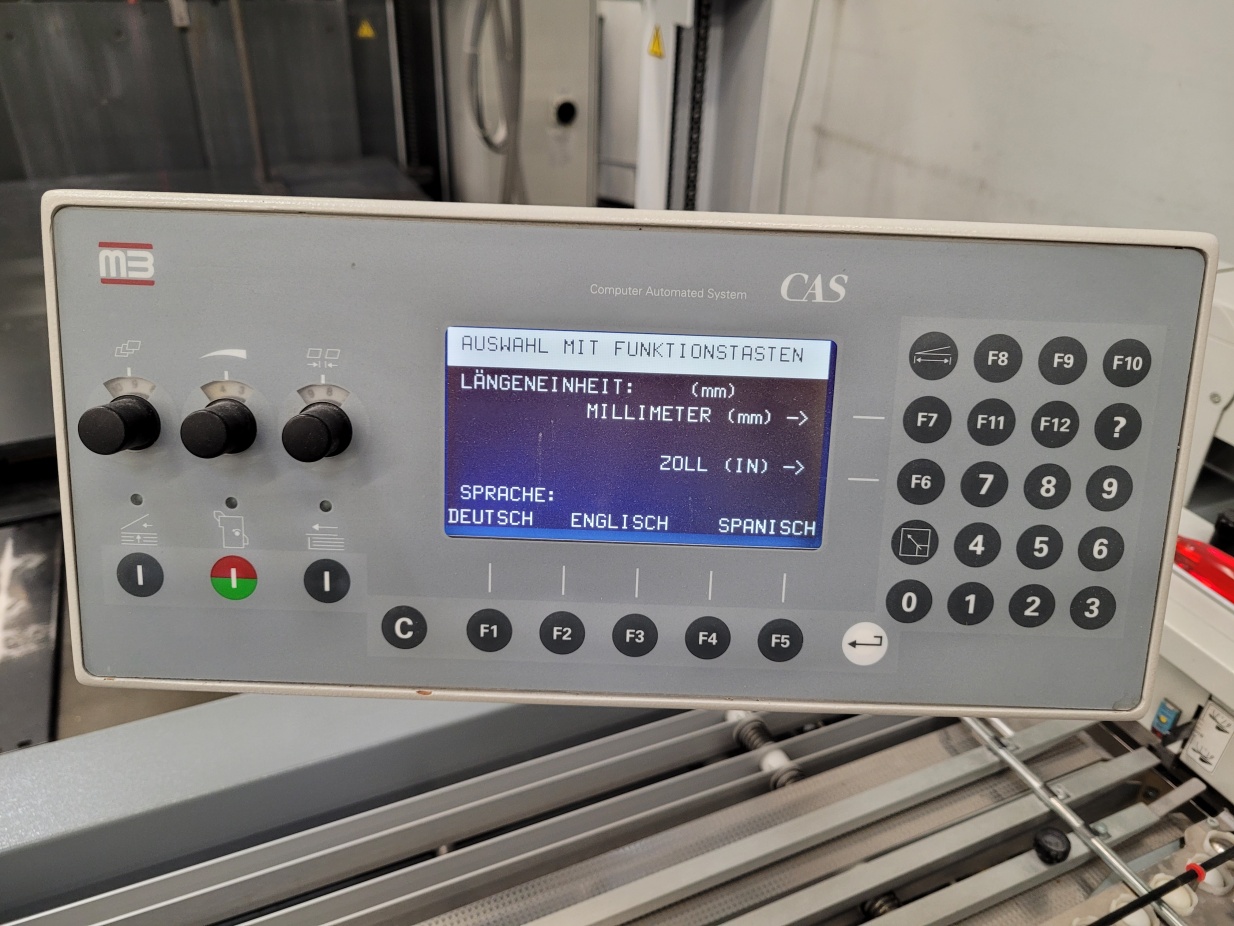 MB
Computer Automated System CAS
AUSWAHL MIT FUNKTIONSTASTEN
LÄNGENEINHEIT: (mm)
MILLIMETER (mm) ->
ZOLL (IN) ->
SPRACHE:
DEUTSCH ENGLISCH SPANISCH
F8 F9 F10
F7 F11 F12 ?
F6 7 8 9
4 5 6
0 1 2 3
I I I
C F1 F2 F3 F4 F5